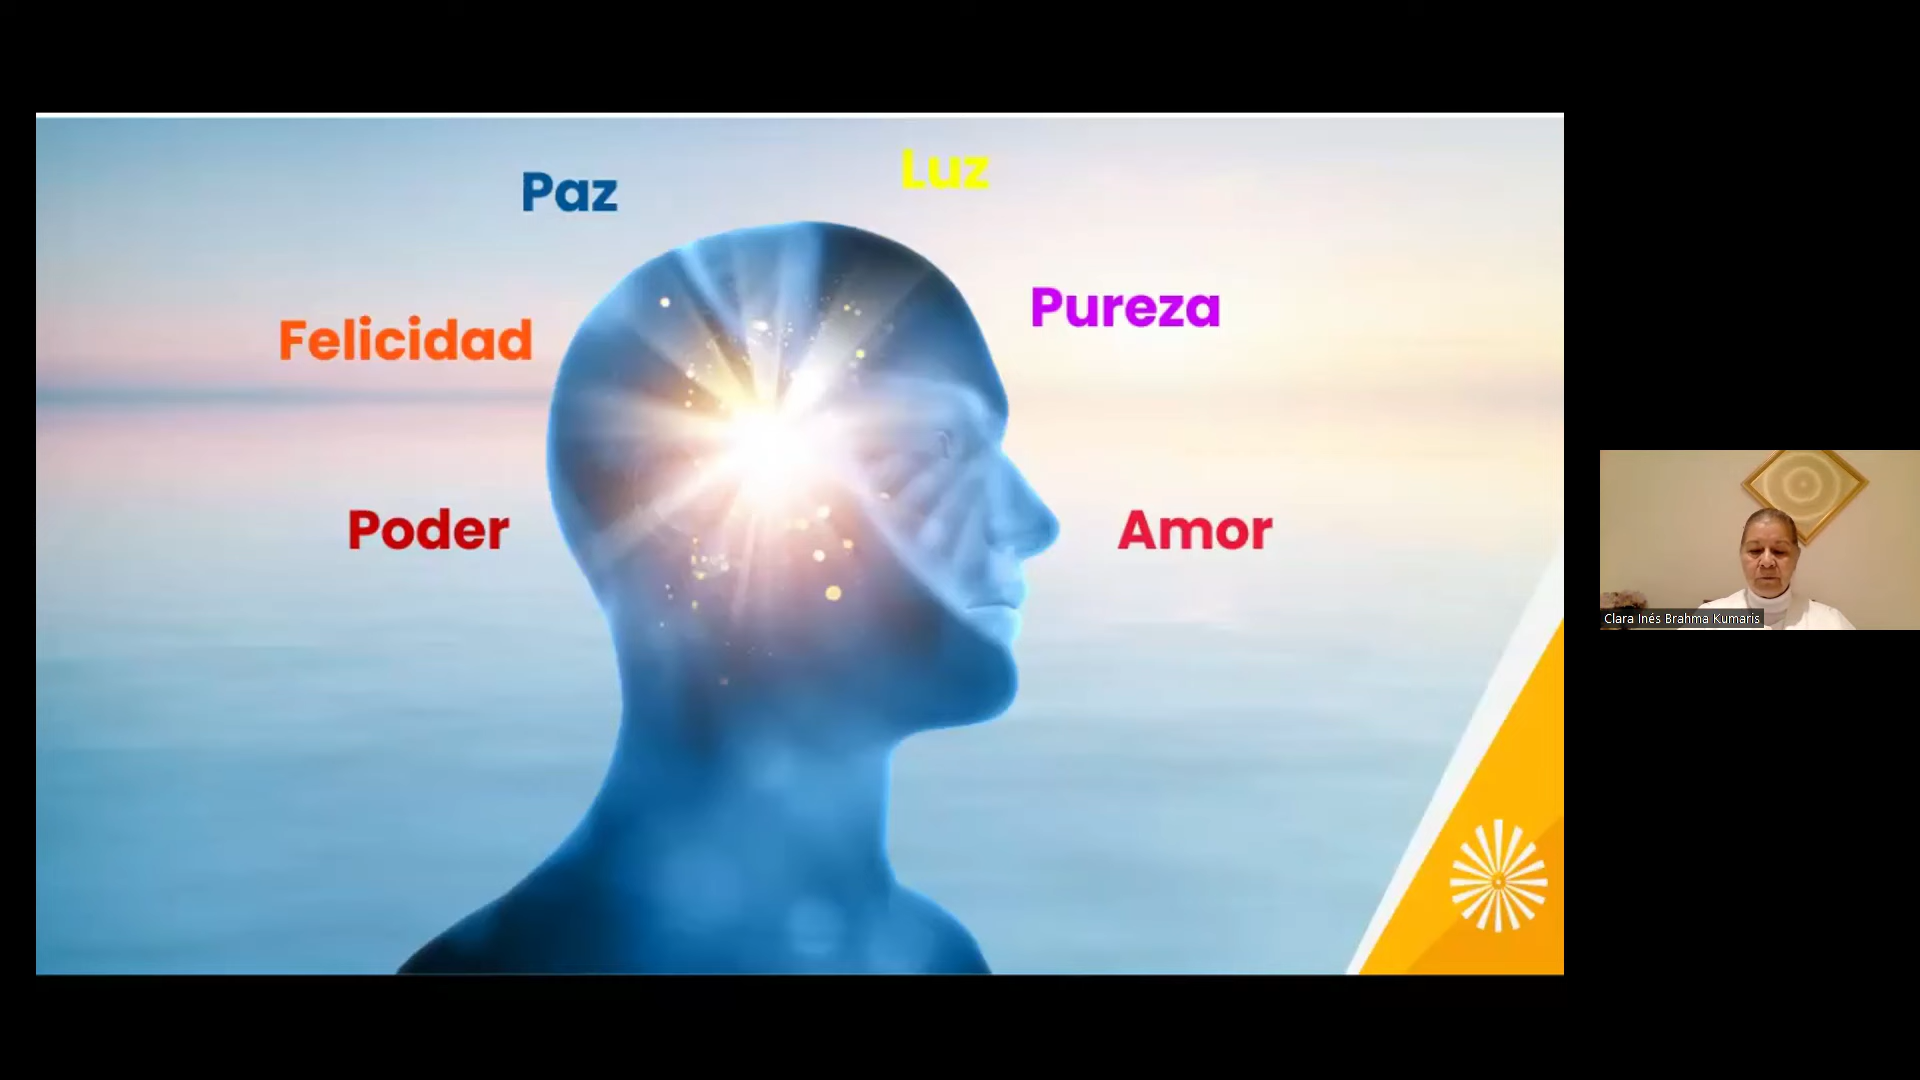 Paz
Luz
Pureza
Felicidad
Poder
Amor
Clara Inés Brahma Kumaris